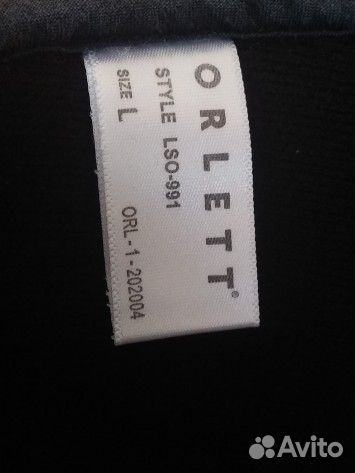 ORLETT®
STYLE LSO-991
SIZE L
ORL-1-202004
Avito